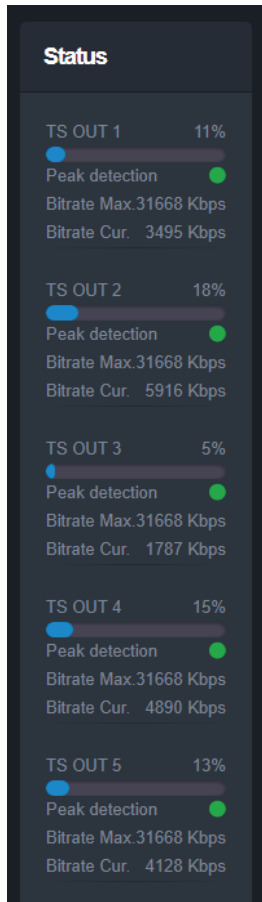 Status
TS OUT 1 11%
Peak detection
Bitrate Max.31668 Kbps
Bitrate Cur. 3495 Kbps
TS OUT 2 18%
Peak detection
Bitrate Max.31668 Kbps
Bitrate Cur. 5916 Kbps
TS OUT 3 5%
Peak detection
Bitrate Max.31668 Kbps
Bitrate Cur. 1787 Kbps
TS OUT 4 15%
Peak detection
Bitrate Max.31668 Kbps
Bitrate Cur. 4890 Kbps
TS OUT 5 13%
Peak detection
Bitrate Max.31668 Kbps
Bitrate Cur. 4128 Kbps